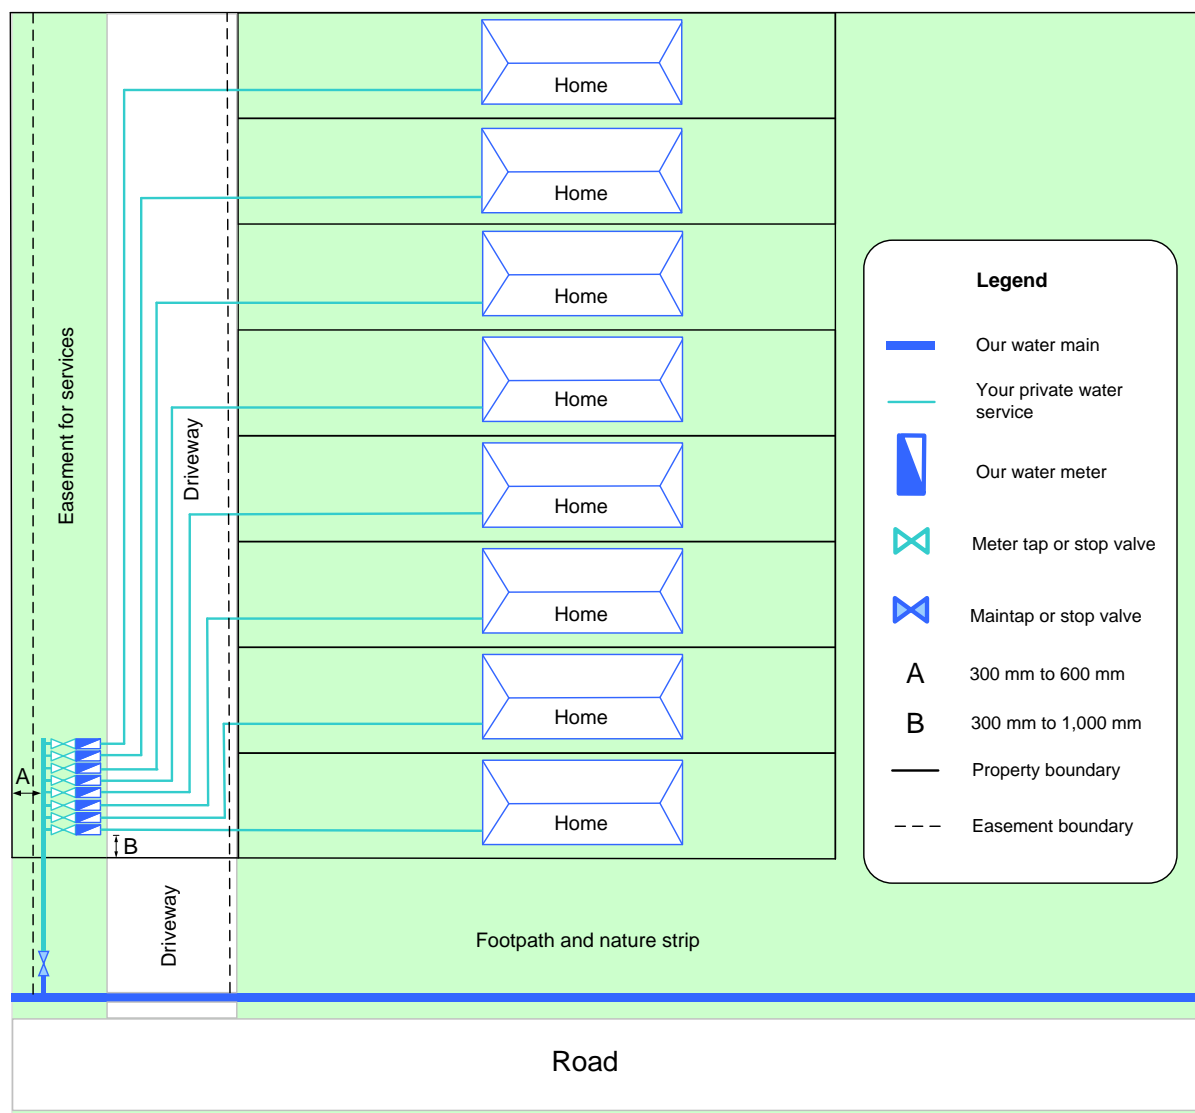 Home
Home
Home
Home
Home
Home
Home
Home
Easement for services
Driveway
A
B
Driveway
Footpath and nature strip
Road
Legend
Our water main
Your private water
service
Our water meter
Meter tap or stop valve
Maintap or stop valve
A 300 mm to 600 mm
B 300 mm to 1,000 mm
Property boundary
Easement boundary